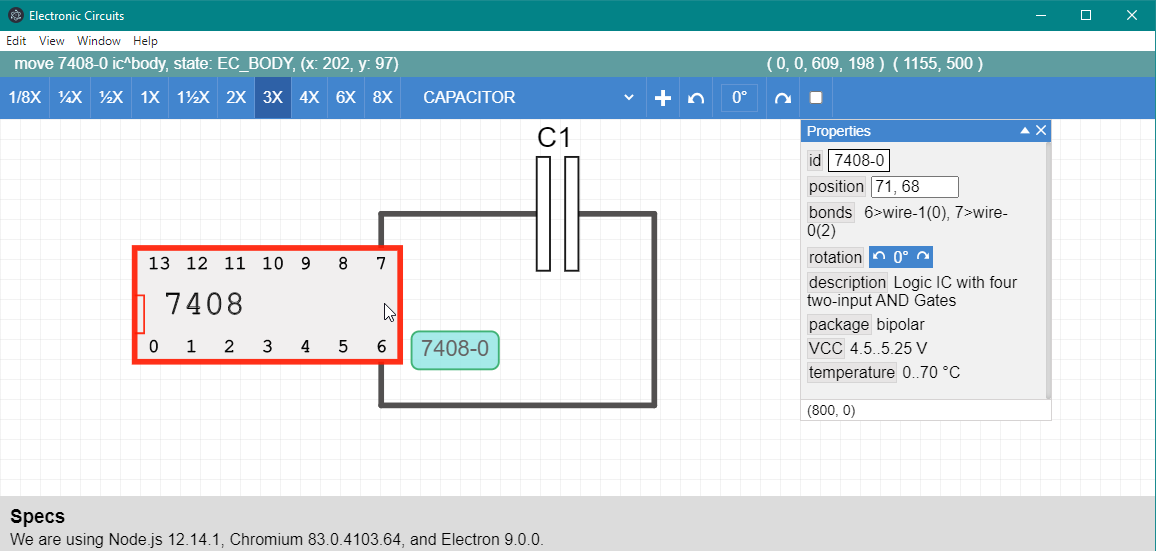 Electronic Circuits
Edit View Window Help
move 7408-0 ic^body, state: EC_BODY, (x: 202, y: 97) ( 0, 0, 609, 198 ) ( 1155, 500 )
1/8X ¼X ½X 1X 1½X 2X 3X 4X 6X 8X CAPACITOR 0°
C1
13 12 11 10 9 8 7
7408
0 1 2 3 4 5 6
7408-0
Properties
id 7408-0
position 71, 68
bonds 6>wire-1(0), 7>wire-
0(2)
rotation 0°
description Logic IC with four
two-input AND Gates
package bipolar
VCC 4.5..5.25 V
temperature 0..70 °C
(800, 0)
Specs
We are using Node.js 12.14.1, Chromium 83.0.4103.64, and Electron 9.0.0.